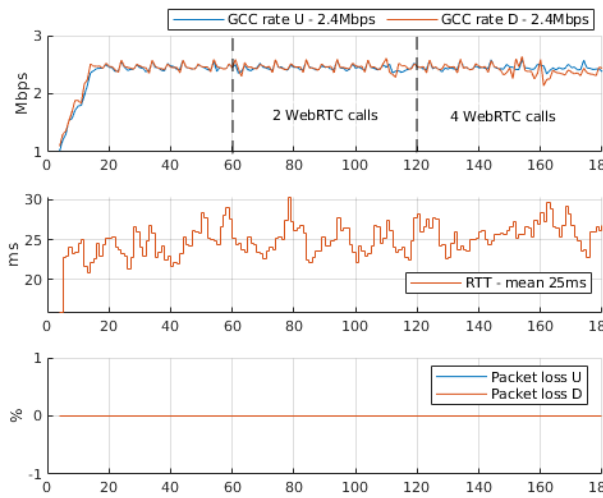 GCC rate U - 2.4Mbps GCC rate D - 2.4Mbps
3
2
1
Mbps
2 WebRTC calls 4 WebRTC calls
0 20 40 60 80 100 120 140 160 180
30
25
20
ms
RTT - mean 25ms
0 20 40 60 80 100 120 140 160 180
1
0
-1
%
Packet loss U
Packet loss D
0 20 40 60 80 100 120 140 160 180